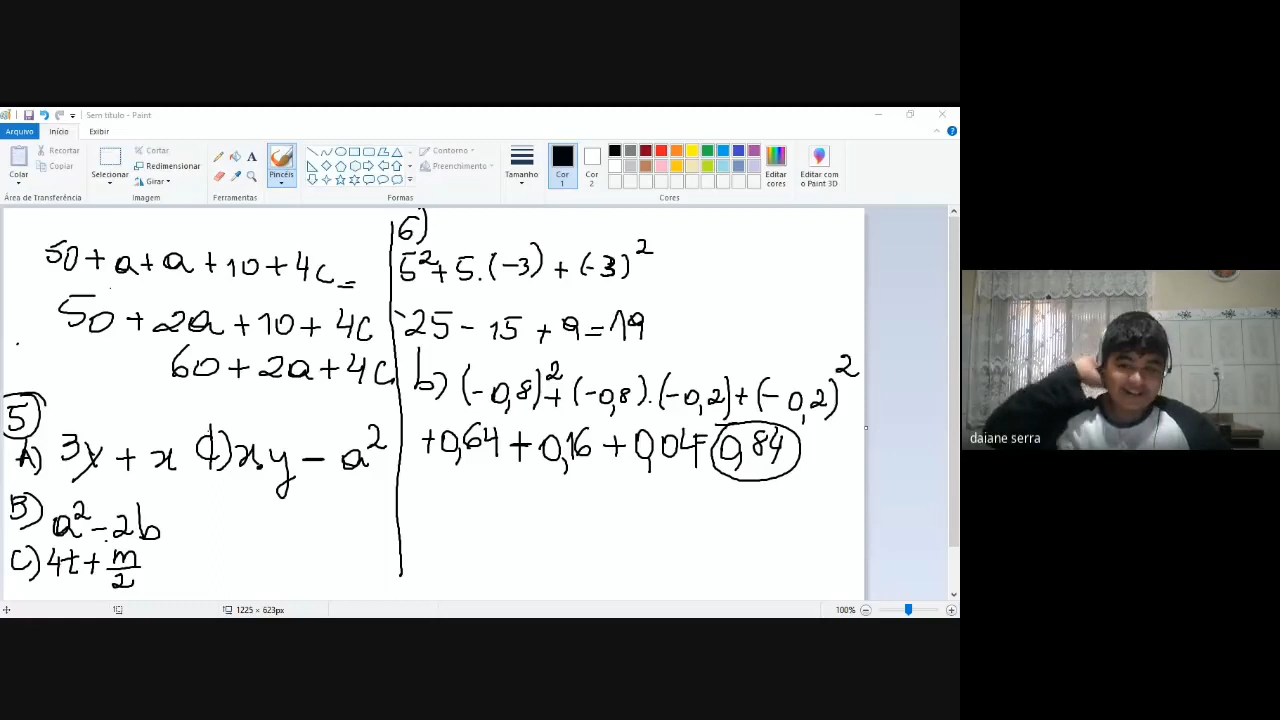 Sem título - Paint
Arquivo Início Exibir
Colar
Recortar
Copiar
Área de Transferência
Selecionar
Cortar
Redimensionar
Girar
Imagem
Ferramentas
Pincéis
Contorno
Preenchimento
Formas
Tamanho
Cor 1
Cor 2
Editar cores
Editar com o Paint 3D
Cores
50+a+a+10+4c=
50+2a+10+4c
60+2a+4c
5)
A) 3y+x d) x.y-a²
B) a²-2b
C) 4t+m/2
6)
5²+5.(-3)+(-3)²
25-15+9=19
b) (-0,8)²+(-0,8).(-0,2)+(-0,2)²
+0,64+0,16+0,04=0,84
1225 × 623px
100%
daiane serra